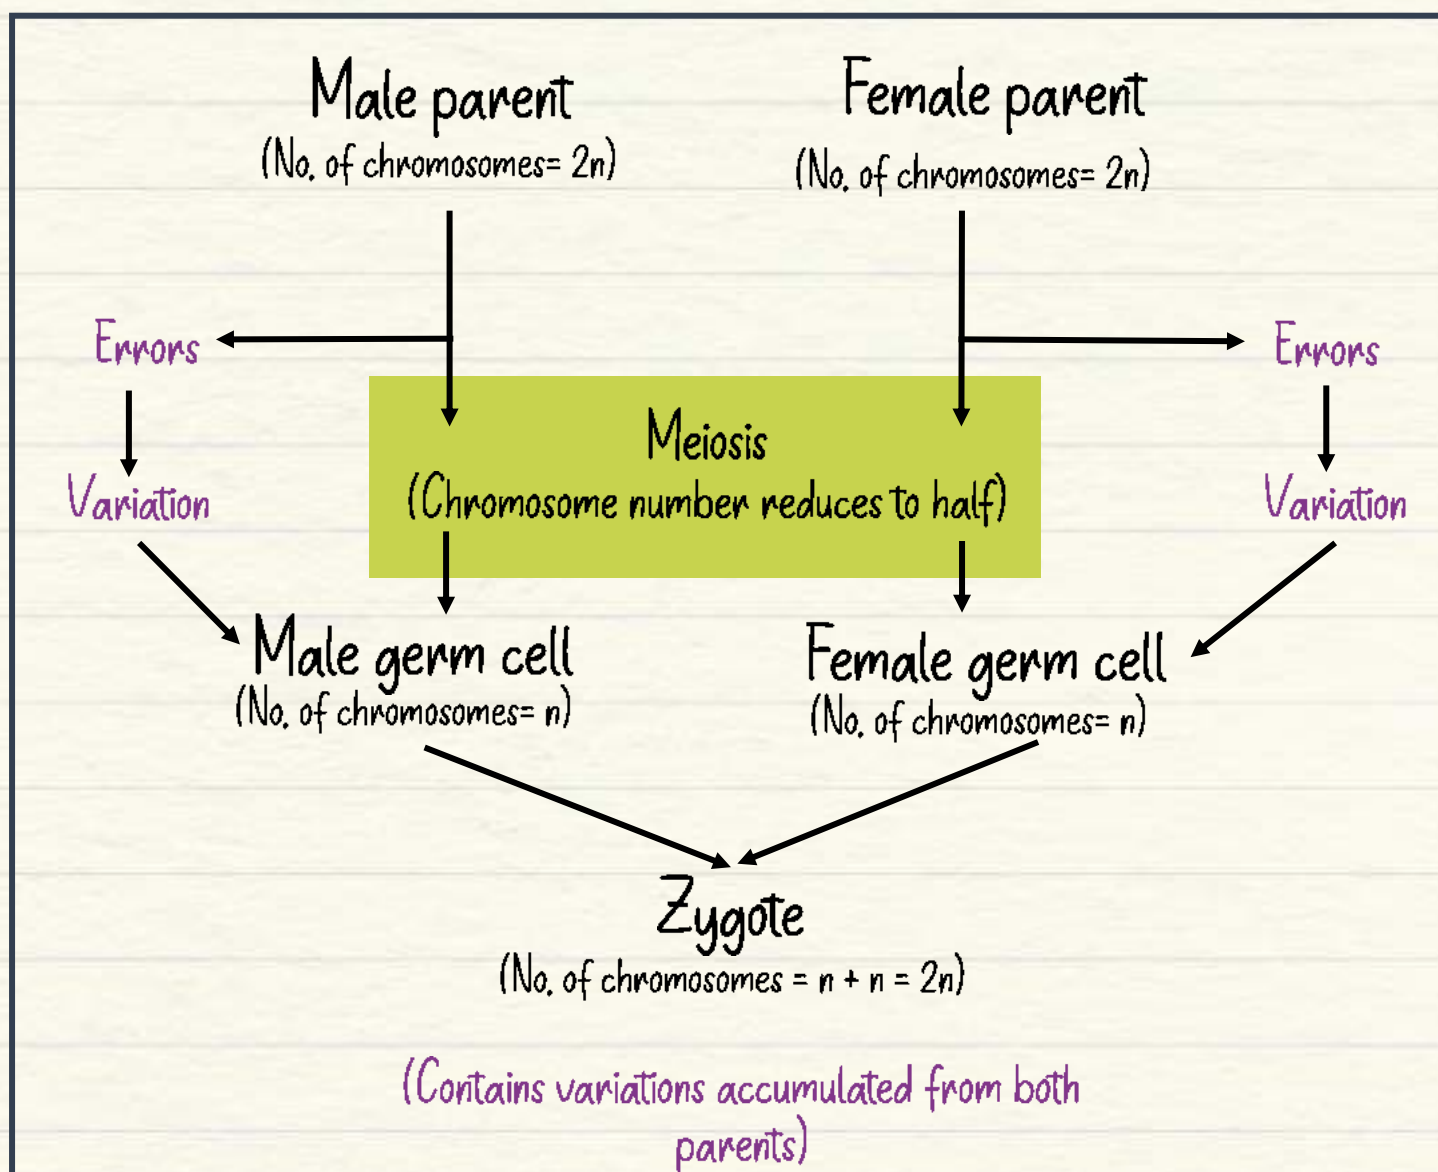 Male parent
(No. of chromosomes= 2n)
Female parent
(No. of chromosomes= 2n)
Errors
Errors
Meiosis
(Chromosome number reduces to half)
Variation
Variation
Male germ cell
(No. of chromosomes= n)
Female germ cell
(No. of chromosomes= n)
Zygote
(No. of chromosomes = n + n = 2n)
(Contains variations accumulated from both
parents)